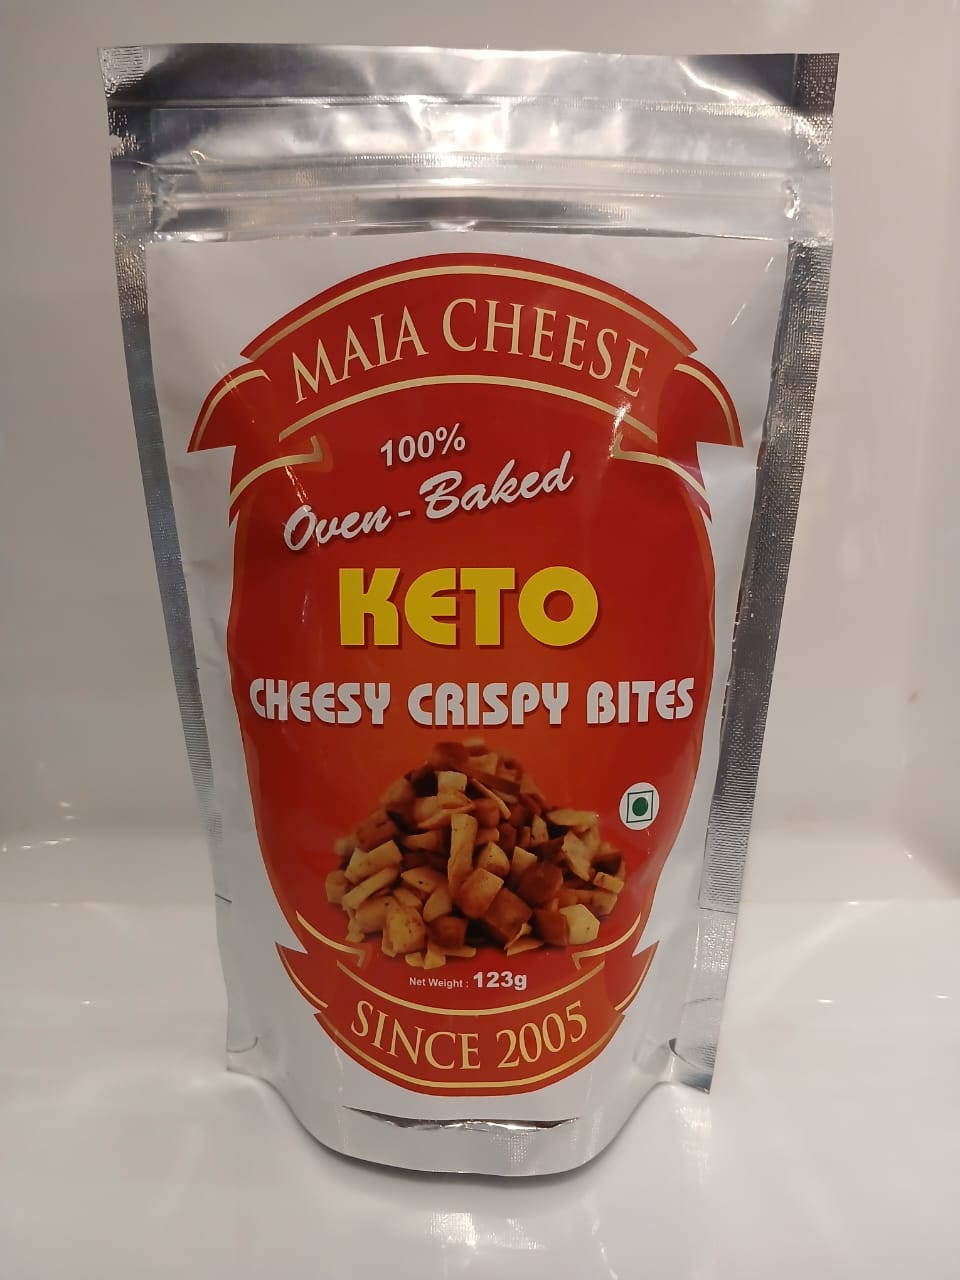 MAIA CHEESE
100%
Oven-Baked
KETO
CHEESY CRISPY BITES
Net Weight : 123g
SINCE 2005